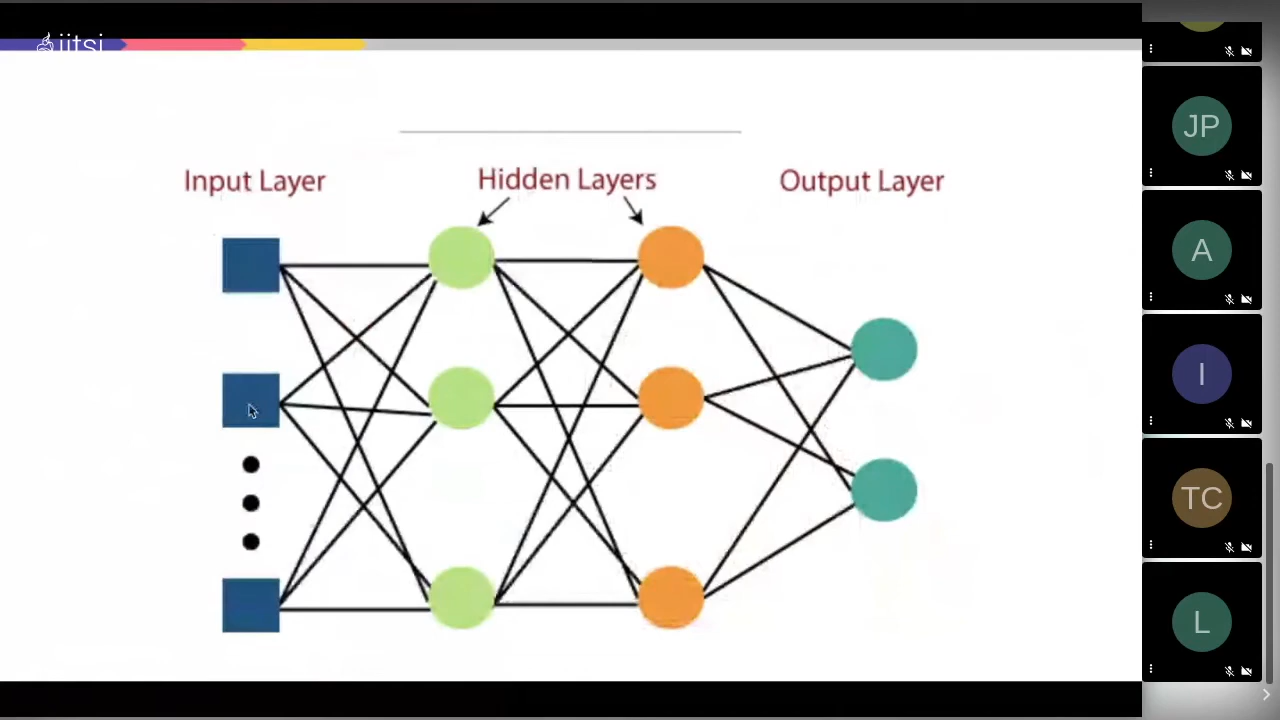 jitsi
Input Layer
Hidden Layers
Output Layer
JP
A
I
TC
L